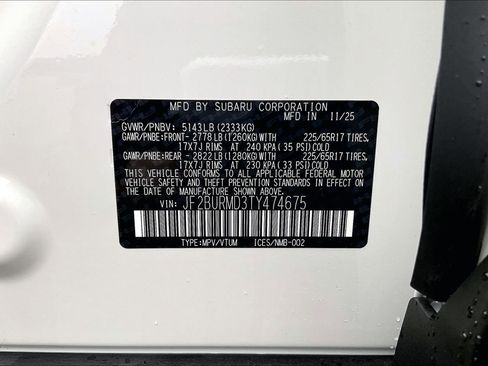 MFD BY SUBARU CORPORATION
MFD IN 11/25
GVWR/PNBV: 5143LB(2333KG)
GAWR/PNBE:FRONT- 2778LB(1260KG)WITH 225/65R17 TIRES,
17X7J RIMS AT 240 KPA( 35 PSI)COLD
GAWR/PNBE:REAR - 2822LB(1280KG)WITH 225/65R17 TIRES,
17X7J RIMS AT 230 KPA( 33 PSI)COLD
THIS VEHICLE CONFORMS TO ALL APPLICABLE FEDERAL MOTOR
VEHICLE SAFETY, BUMPER, AND THEFT PREVENTION STANDARDS IN EFFECT ON THE
DATE OF MANUFACTURE SHOWN ABOVE.
VIN: JF2BURMD3TY474675
TYPE:MPV/VTUM ICES/NMB-002